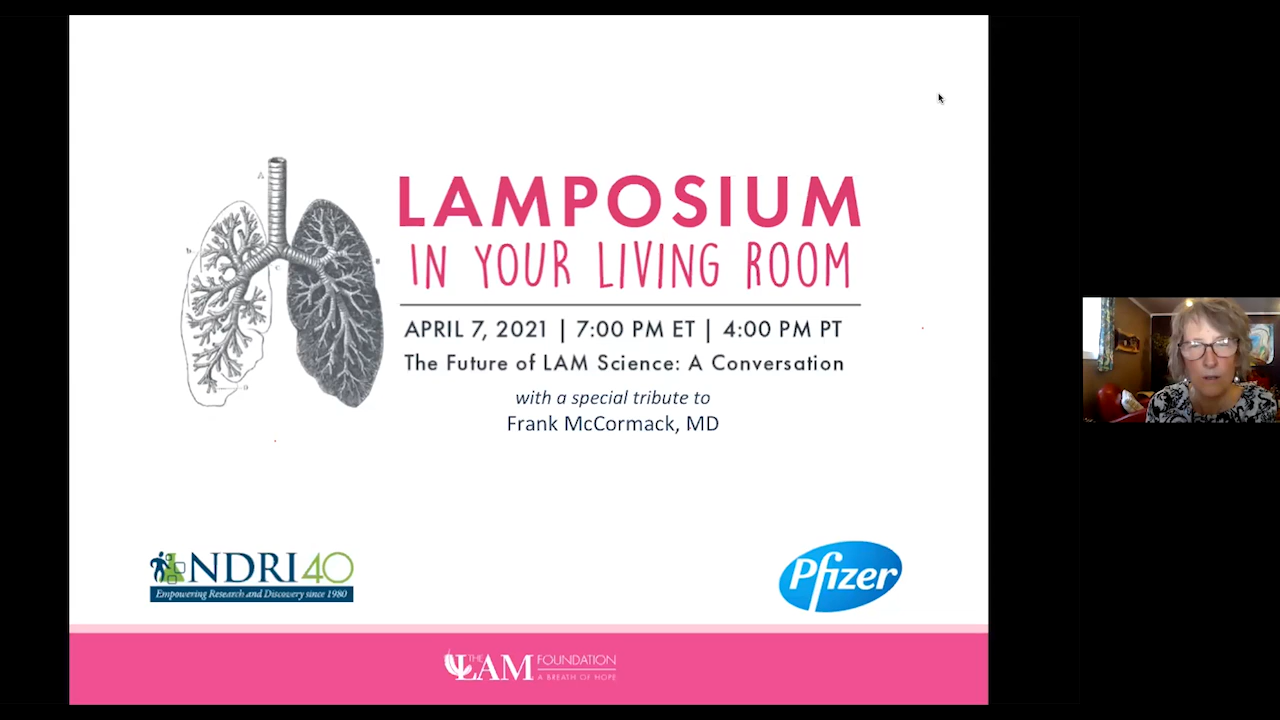 LAMPOSIUM
IN YOUR LIVING ROOM
APRIL 7, 2021 | 7:00 PM ET | 4:00 PM PT
The Future of LAM Science: A Conversation
with a special tribute to
Frank McCormack, MD
NDRI40
Empowering Research and Discovery since 1980
Pfizer
THE LAM FOUNDATION
A BREATH OF HOPE